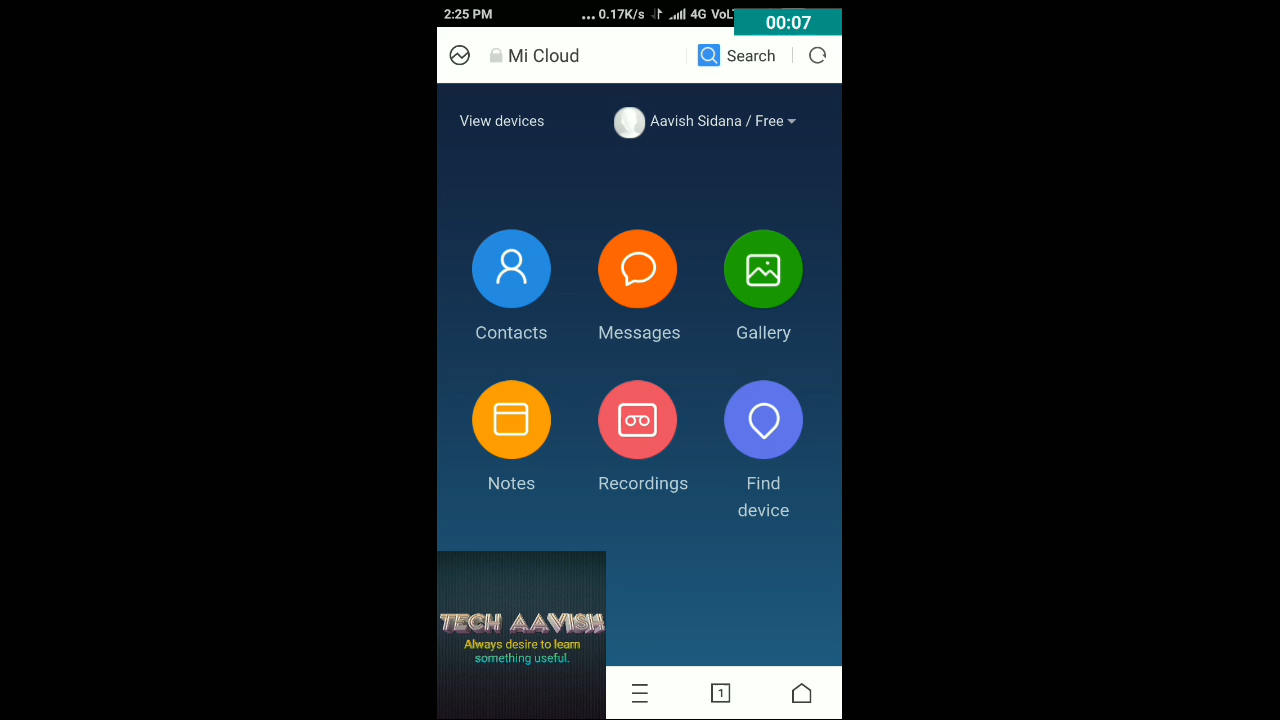 2:25 PM
... 0.17K/s 4G
00:07
Mi Cloud
Search
View devices
Aavish Sidana / Free
Contacts
Messages
Gallery
Notes
Recordings
Find
device
TECH AAVISH
Always desire to learn
something useful.
1